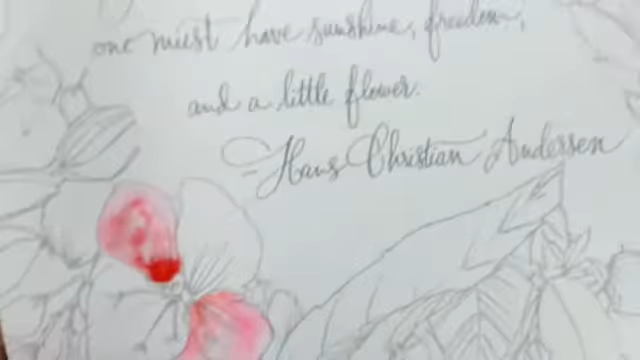 one must have sunshine, freedom,
and a little flower.
Hans Christian Andersen